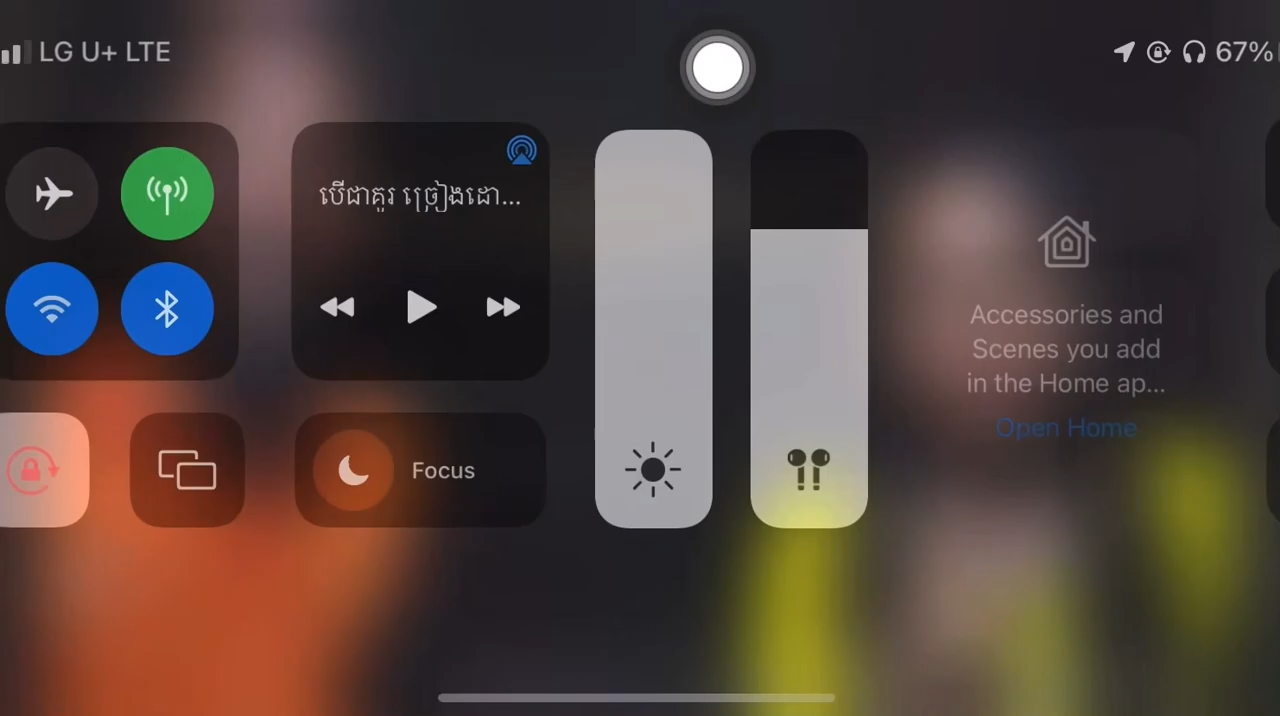 LG U+ LTE
67%
បើជាគូរ ច្រៀងដោ...
Focus
Accessories and
Scenes you add
in the Home ap...
Open Home